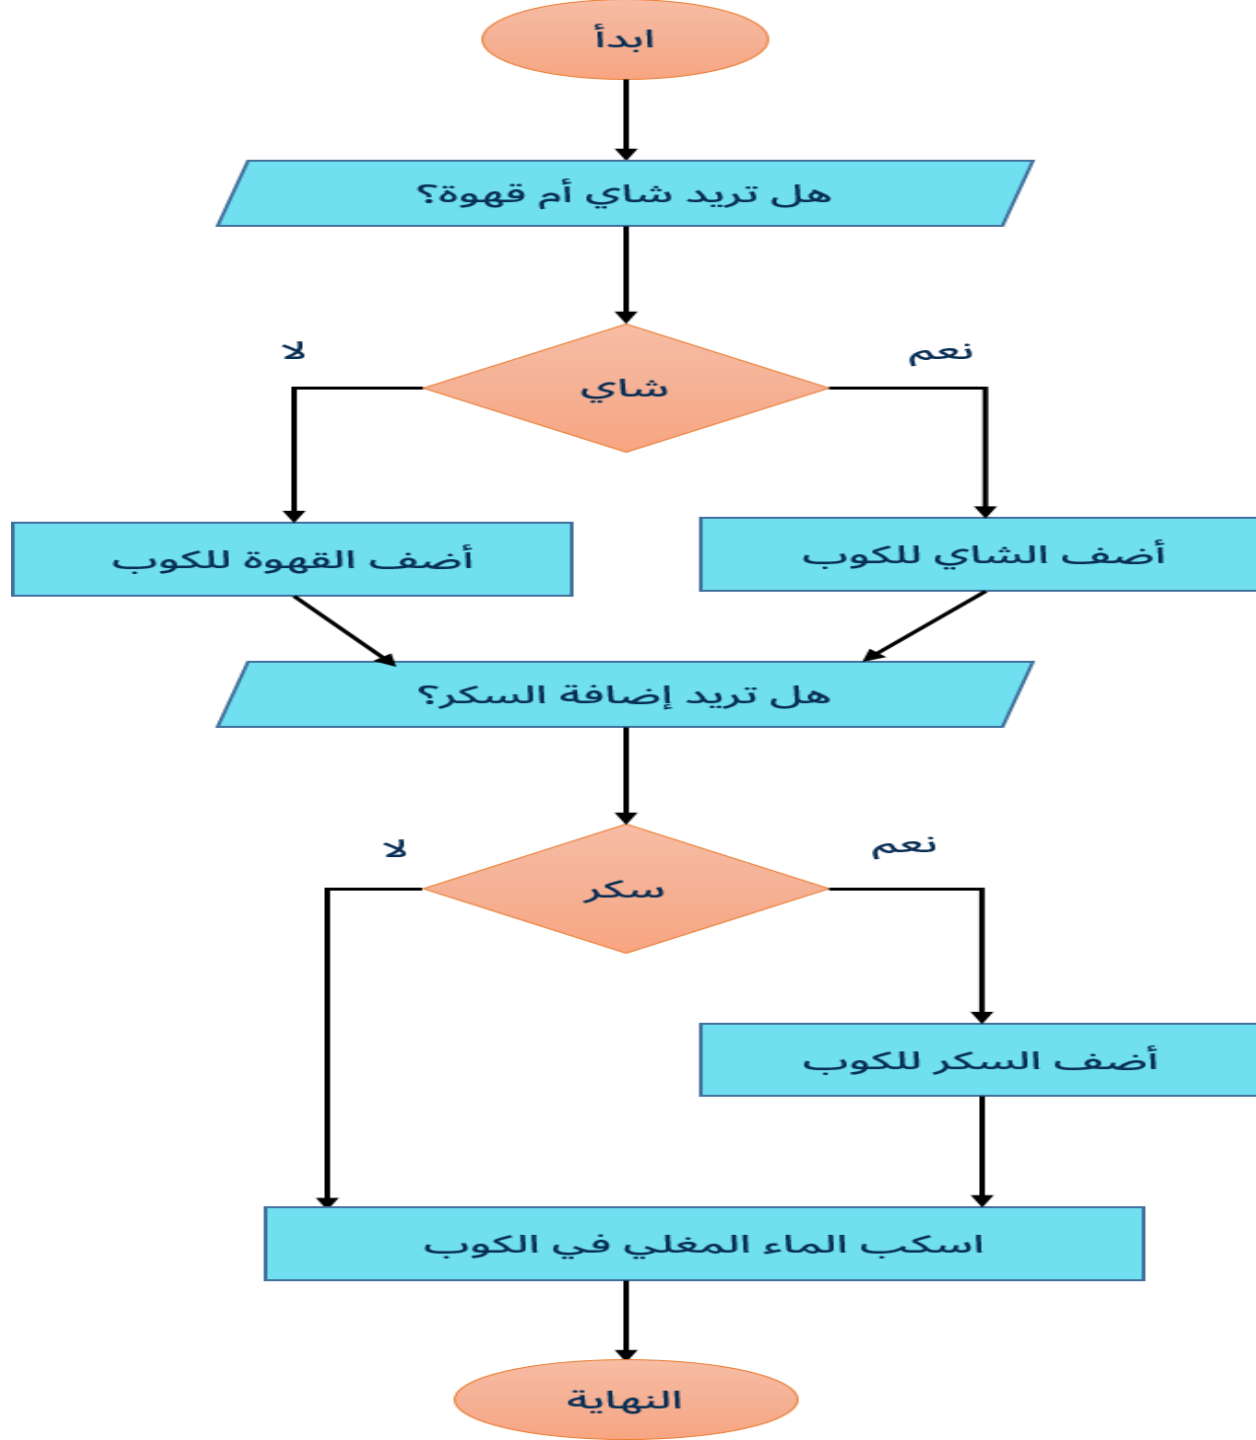 ابدأ
هل تريد شاي أم قهوة؟
نعم
لا
شاي
أضف الشاي للكوب
أضف القهوة للكوب
هل تريد إضافة السكر؟
نعم
لا
سكر
أضف السكر للكوب
اسكب الماء المغلي في الكوب
النهاية